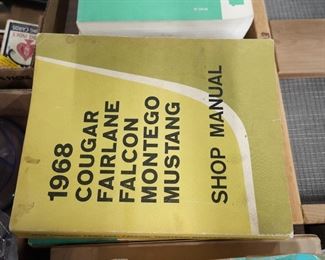 1968
COUGAR
FAIRLANE
FALCON
MONTEGO
MUSTANG
SHOP MANUAL